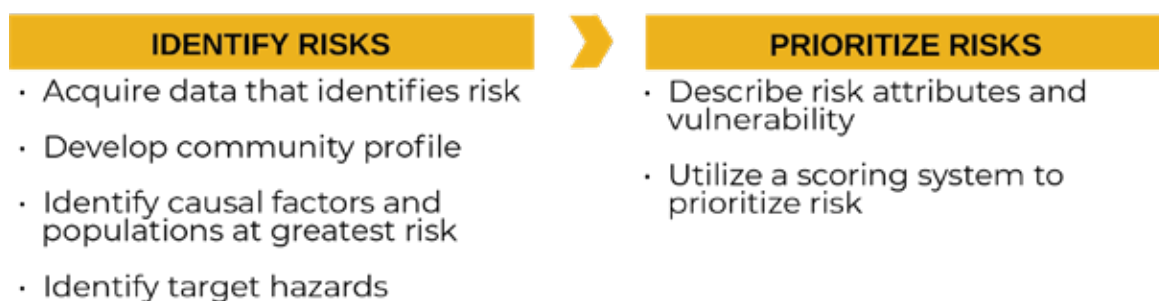 IDENTIFY RISKS
· Acquire data that identifies risk
· Develop community profile
· Identify causal factors and
populations at greatest risk
· Identify target hazards
PRIORITIZE RISKS
· Describe risk attributes and
vulnerability
· Utilize a scoring system to
prioritize risk